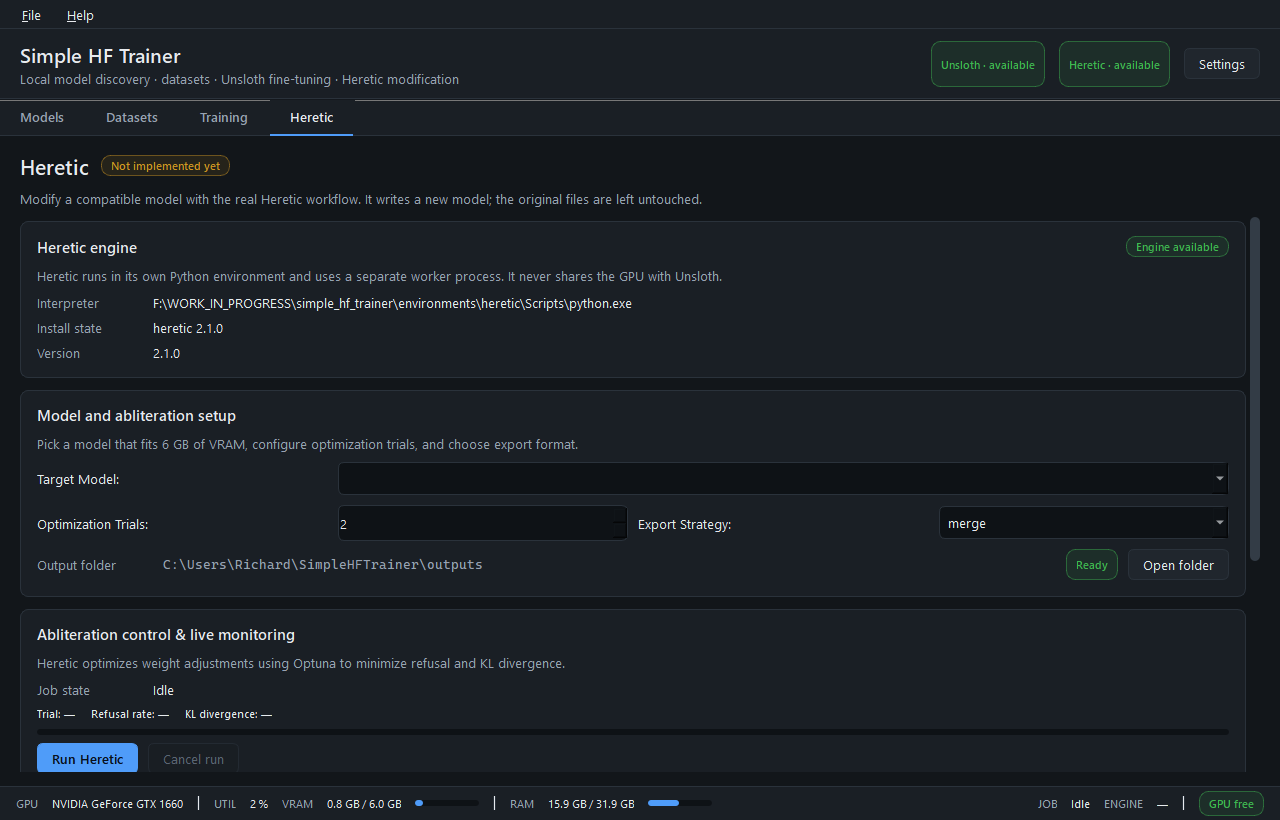 File Help
Simple HF Trainer
Local model discovery · datasets · Unsloth fine-tuning · Heretic modification
Unsloth · available
Heretic · available
Settings
Models Datasets Training Heretic
Heretic Not implemented yet
Modify a compatible model with the real Heretic workflow. It writes a new model; the original files are left untouched.
Heretic engine Engine available
Heretic runs in its own Python environment and uses a separate worker process. It never shares the GPU with Unsloth.
Interpreter F:\WORK_IN_PROGRESS\simple_hf_trainer\environments\heretic\Scripts\python.exe
Install state heretic 2.1.0
Version 2.1.0
Model and abliteration setup
Pick a model that fits 6 GB of VRAM, configure optimization trials, and choose export format.
Target Model:
Optimization Trials: 2 Export Strategy: merge
Output folder C:\Users\Richard\SimpleHFTrainer\outputs Ready Open folder
Abliteration control & live monitoring
Heretic optimizes weight adjustments using Optuna to minimize refusal and KL divergence.
Job state Idle
Trial: — Refusal rate: — KL divergence: —
Run Heretic Cancel run
GPU NVIDIA GeForce GTX 1660 | UTIL 2 % VRAM 0.8 GB / 6.0 GB | RAM 15.9 GB / 31.9 GB JOB Idle ENGINE — | GPU free